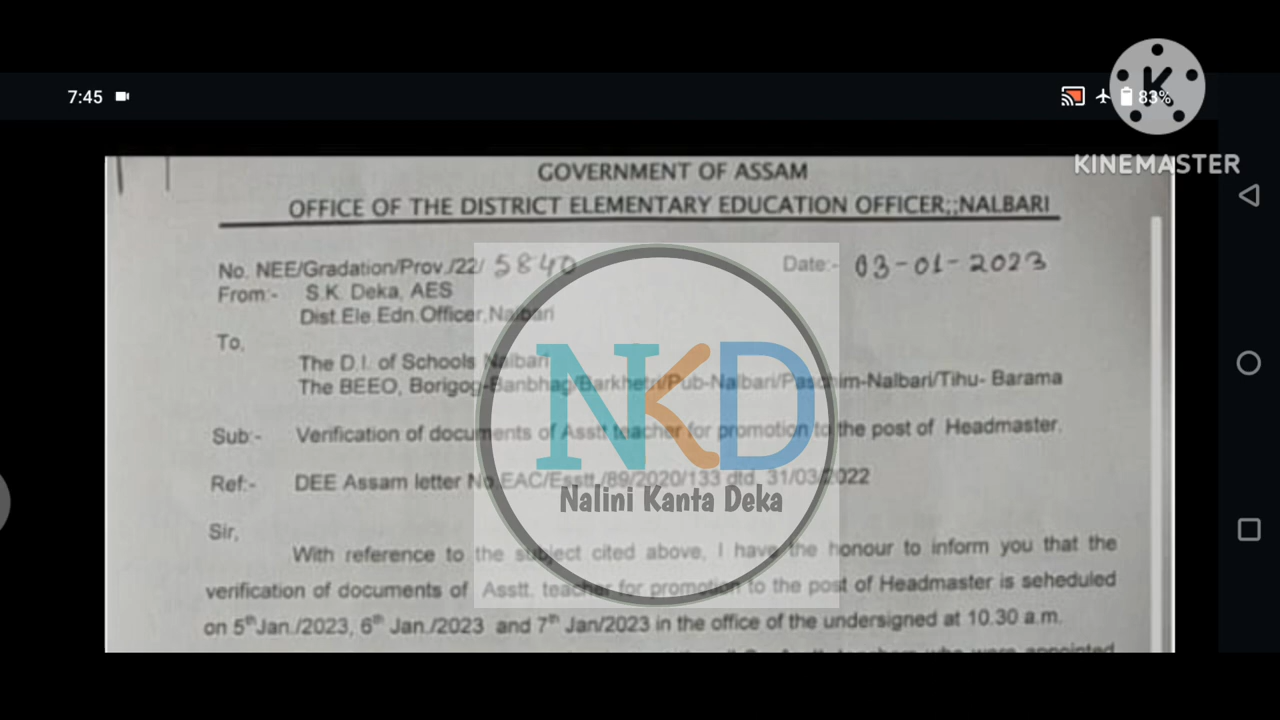 7:45
83%
KINEMASTER
GOVERNMENT OF ASSAM
OFFICE OF THE DISTRICT ELEMENTARY EDUCATION OFFICER;;NALBARI
No. NEE/Gradation/Prov./22/ 5840 Date:- 03-01-2023
From:- S.K. Deka, AES
Dist.Ele.Edn.Officer,Nalbari
To,
The D.I. of Schools Nalbari
The BEEO, Borigog-Banbhag/Barkhetri/Pub-Nalbari/Paschim-Nalbari/Tihu- Barama
Sub:- Verification of documents of Asstt teacher for promotion to the post of Headmaster.
Ref:- DEE Assam letter No.EAC/Esstt./89/2020/133 dtd. 31/03/2022
NKD
Nalini Kanta Deka
Sir,
With reference to the subject cited above, I have the honour to inform you that the
verification of documents of Asstt. teacher for promotion to the post of Headmaster is seheduled
on 5th Jan./2023, 6th Jan./2023 and 7th Jan/2023 in the office of the undersigned at 10.30 a.m.